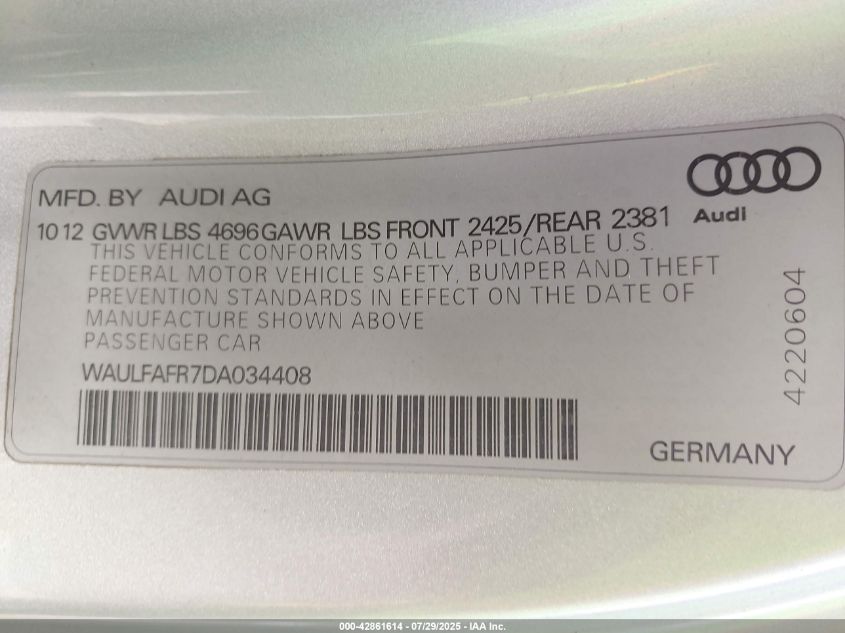 MFD. BY AUDI AG
Audi
10 12 GVWR LBS 4696 GAWR LBS FRONT 2425/REAR 2381
THIS VEHICLE CONFORMS TO ALL APPLICABLE U.S.
FEDERAL MOTOR VEHICLE SAFETY, BUMPER AND THEFT
PREVENTION STANDARDS IN EFFECT ON THE DATE OF
MANUFACTURE SHOWN ABOVE
PASSENGER CAR
WAULFAFR7DA034408
4220604
GERMANY
000-42861614 - 07/29/2025 - IAA Inc.